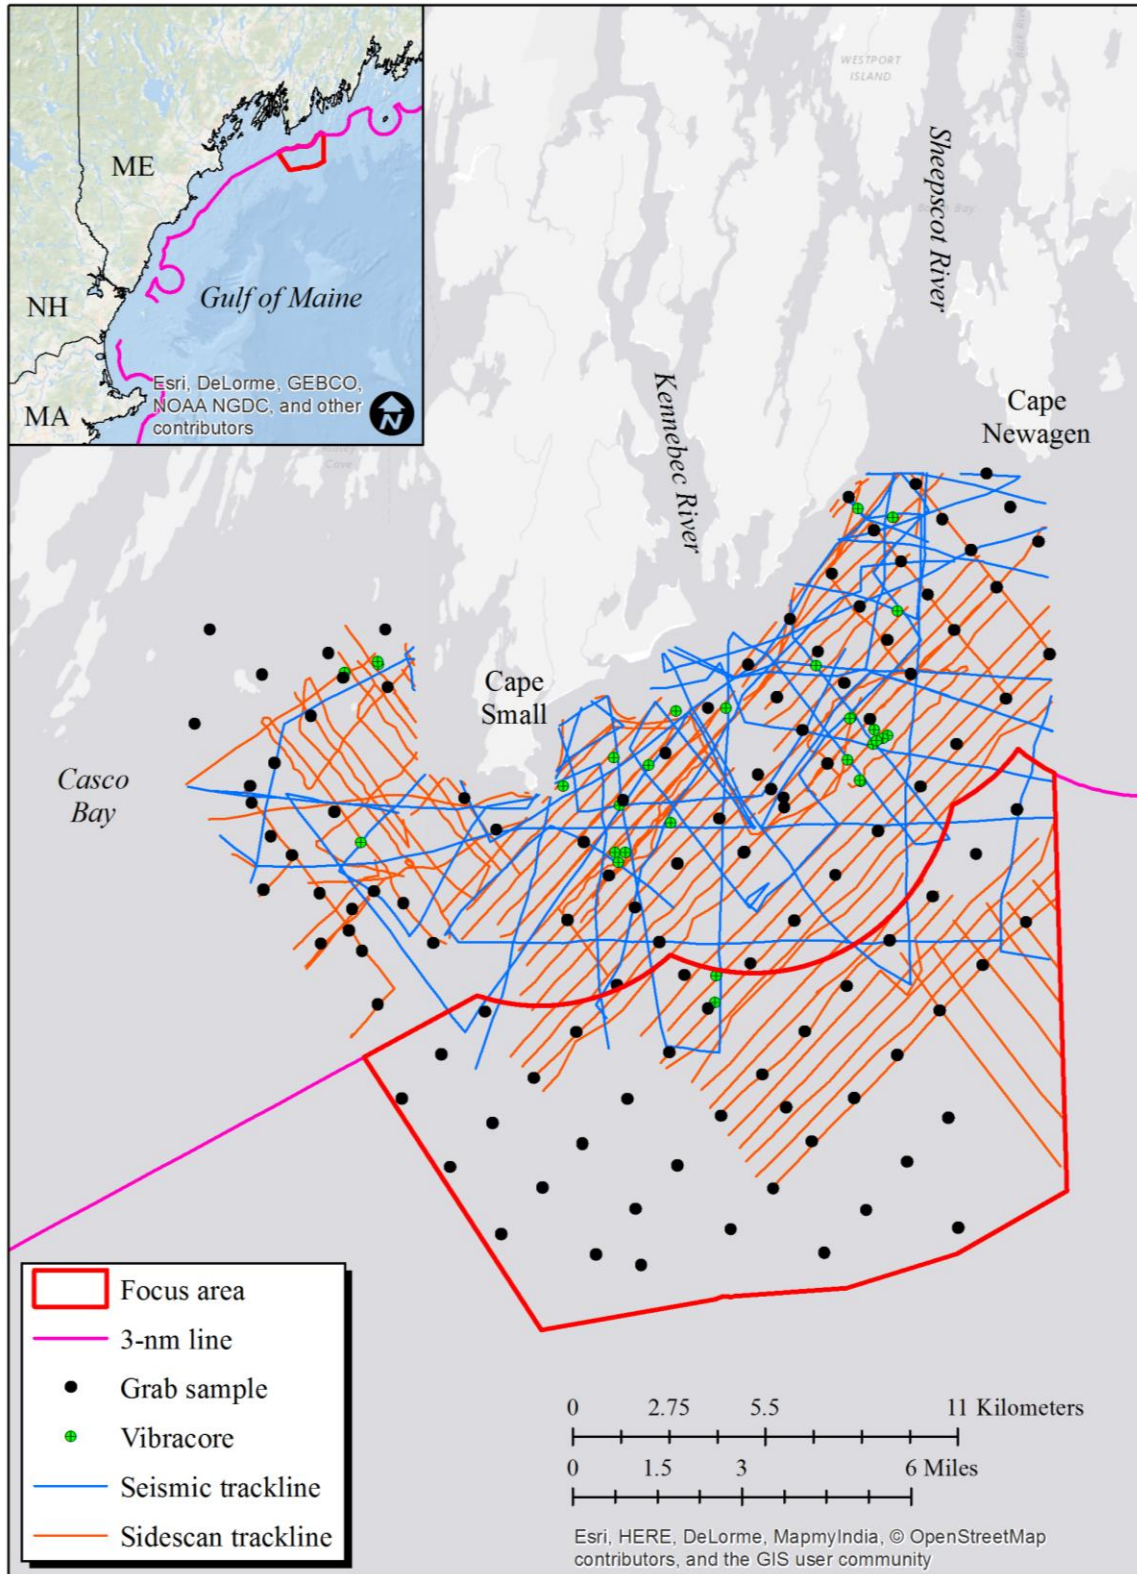 ME
NH
MA
Gulf of Maine
Esri, DeLorme, GEBCO,
NOAA NGDC, and other
contributors
N
WESTPORT
ISLAND
Sheepscot River
Kennebec River
Cape
Newagen
Cape
Small
Casco
Bay
Focus area
3-nm line
Grab sample
Vibracore
Seismic trackline
Sidescan trackline
0 2.75 5.5 11 Kilometers
0 1.5 3 6 Miles
Esri, HERE, DeLorme, MapmyIndia, © OpenStreetMap
contributors, and the GIS user community